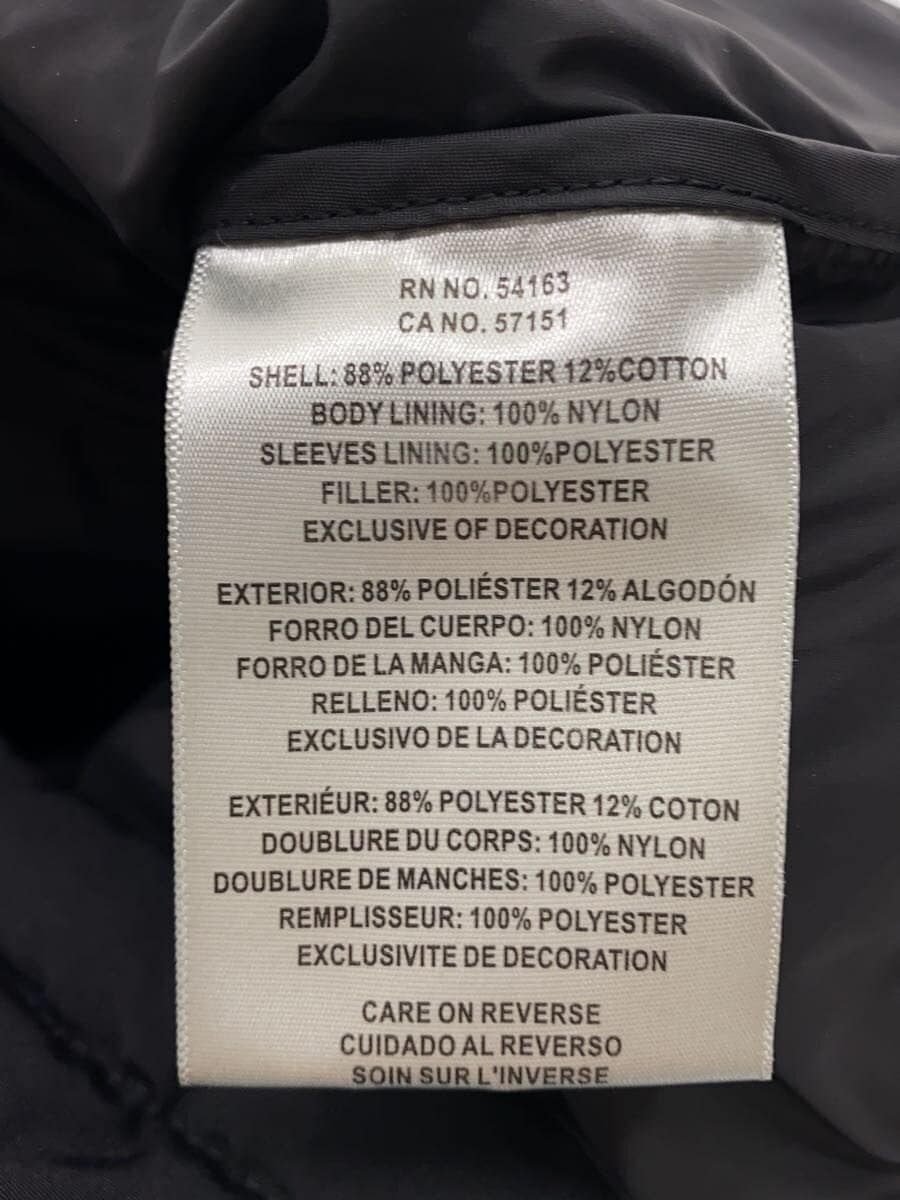 RN NO. 54163
CA NO. 57151
SHELL: 88% POLYESTER 12%COTTON
BODY LINING: 100% NYLON
SLEEVES LINING: 100%POLYESTER
FILLER: 100%POLYESTER
EXCLUSIVE OF DECORATION
EXTERIOR: 88% POLIÉSTER 12% ALGODÓN
FORRO DEL CUERPO: 100% NYLON
FORRO DE LA MANGA: 100% POLIÉSTER
RELLENO: 100% POLIÉSTER
EXCLUSIVO DE LA DECORATION
EXTERIÉUR: 88% POLYESTER 12% COTON
DOUBLURE DU CORPS: 100% NYLON
DOUBLURE DE MANCHES: 100% POLYESTER
REMPLISSEUR: 100% POLYESTER
EXCLUSIVITE DE DECORATION
CARE ON REVERSE
CUIDADO AL REVERSO
SOIN SUR L'INVERSE